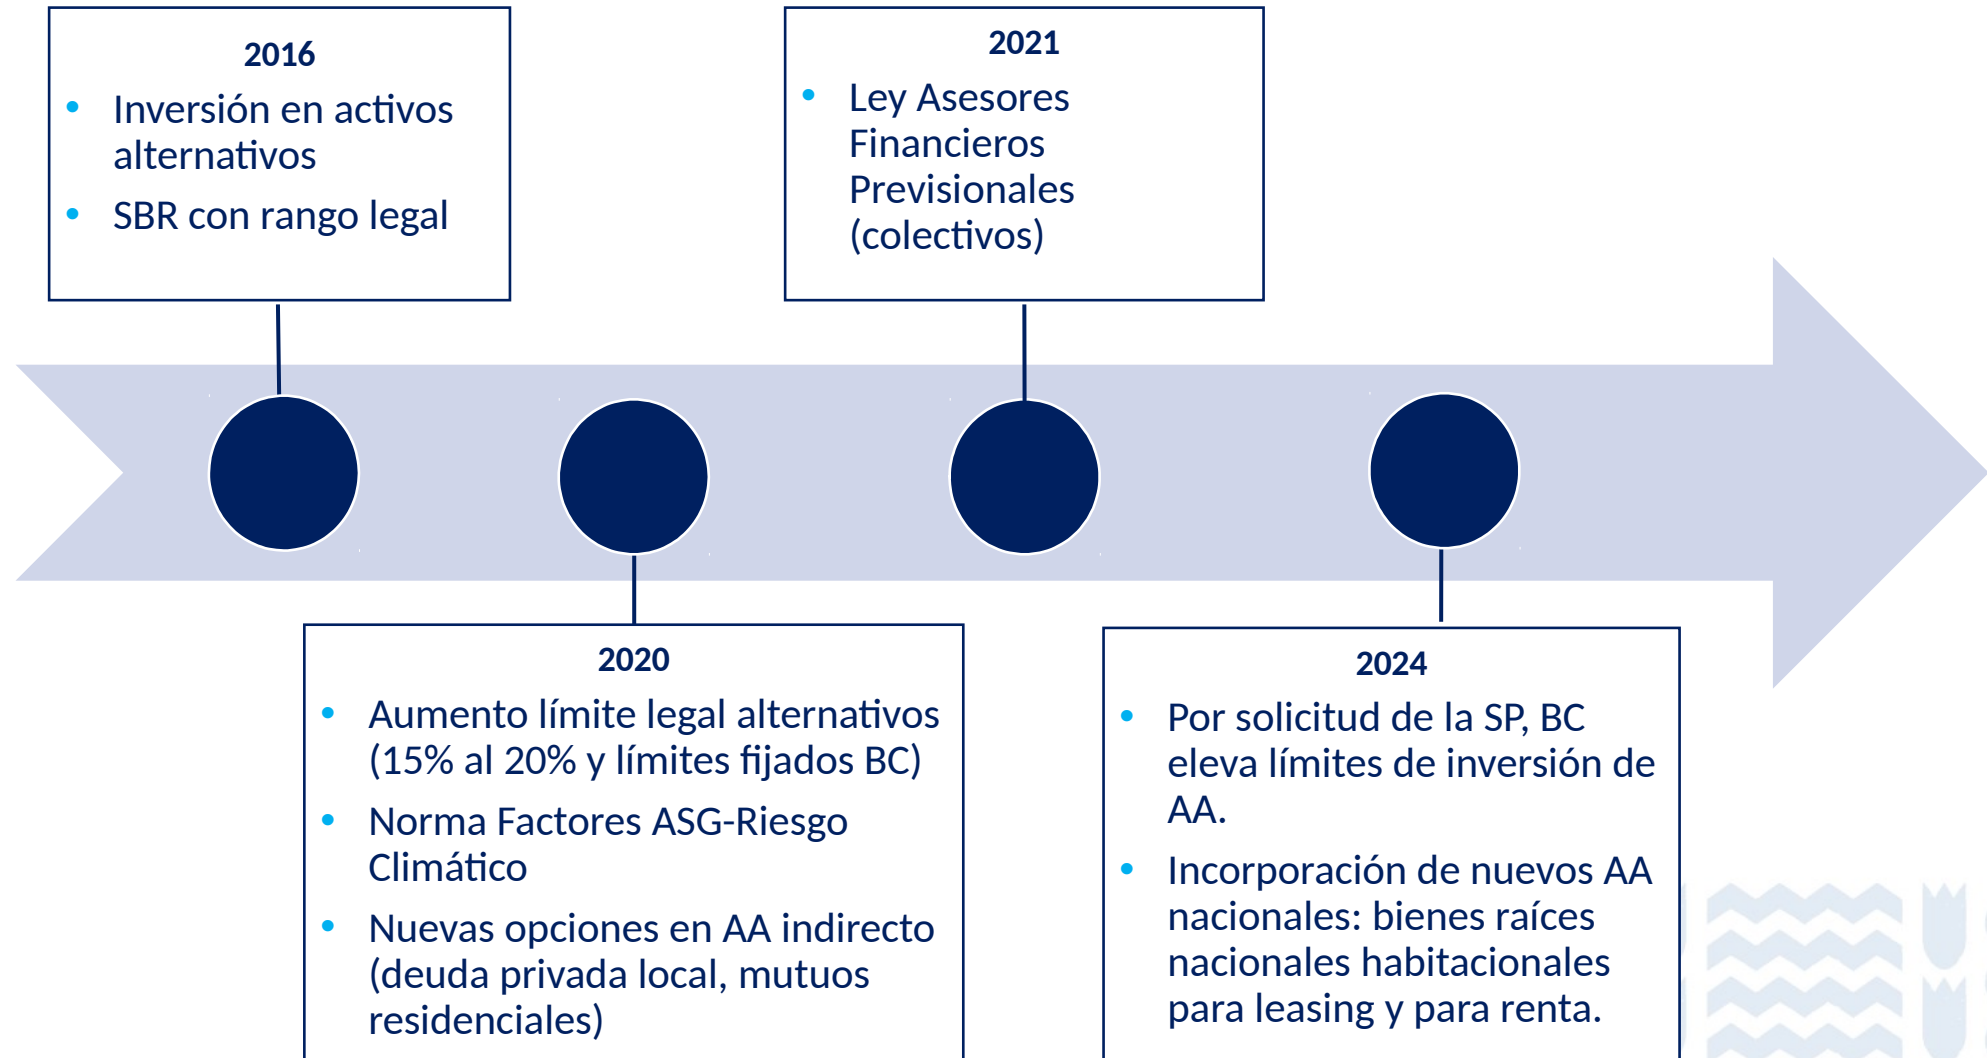 2016
• Inversión en activos
alternativos
• SBR con rango legal
2021
• Ley Asesores
Financieros
Previsionales
(colectivos)
2020
• Aumento límite legal alternativos
(15% al 20% y límites fijados BC)
• Norma Factores ASG-Riesgo
Climático
• Nuevas opciones en AA indirecto
(deuda privada local, mutuos
residenciales)
2024
• Por solicitud de la SP, BC
eleva límites de inversión de
AA.
• Incorporación de nuevos AA
nacionales: bienes raíces
nacionales habitacionales
para leasing y para renta.